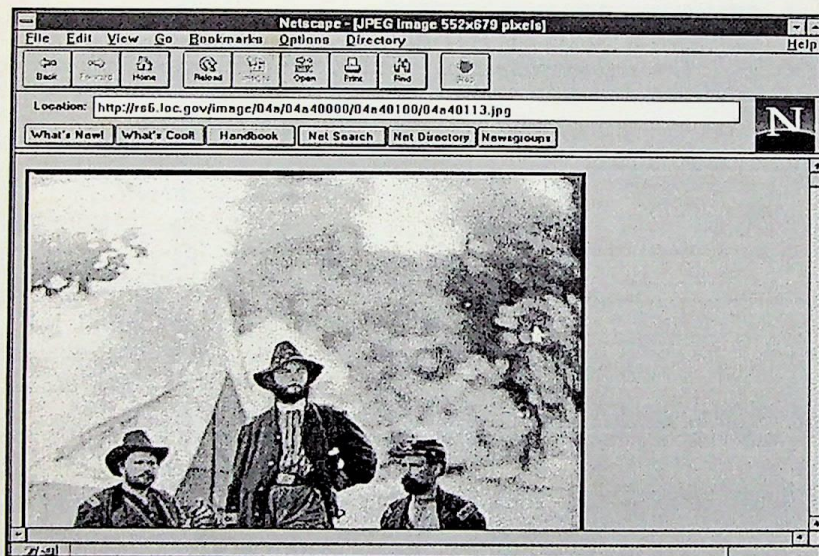 Netscape - [JPEG Image 552x679 pixels]
File Edit View Go Bookmarks Options Directory Help
Back Forward Home Reload Open Print Find Stop
Location: http://rs6.loc.gov/image/04a/04a40000/04a40100/04a40113.jpg
N
What's New! What's Cool! Handbook Net Search Net Directory Newsgroups